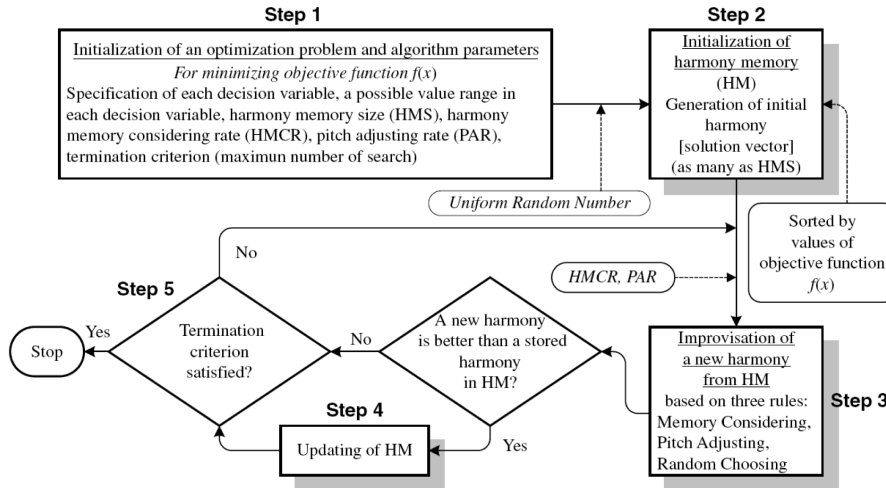 Step 1
Initialization of an optimization problem and algorithm parameters
For minimizing objective function f(x)
Specification of each decision variable, a possible value range in
each decision variable, harmony memory size (HMS), harmony
memory considering rate (HMCR), pitch adjusting rate (PAR),
termination criterion (maximun number of search)
Step 2
Initialization of
harmony memory
(HM)
Generation of initial
harmony
[solution vector]
(as many as HMS)
Uniform Random Number
Sorted by
values of
objective function
f(x)
HMCR, PAR
No
Step 5
Termination
criterion
satisfied?
Yes
Stop
No
A new harmony
is better than a stored
harmony
in HM?
Yes
Step 4
Updating of HM
Improvisation of
a new harmony
from HM
based on three rules:
Memory Considering,
Pitch Adjusting,
Random Choosing
Step 3